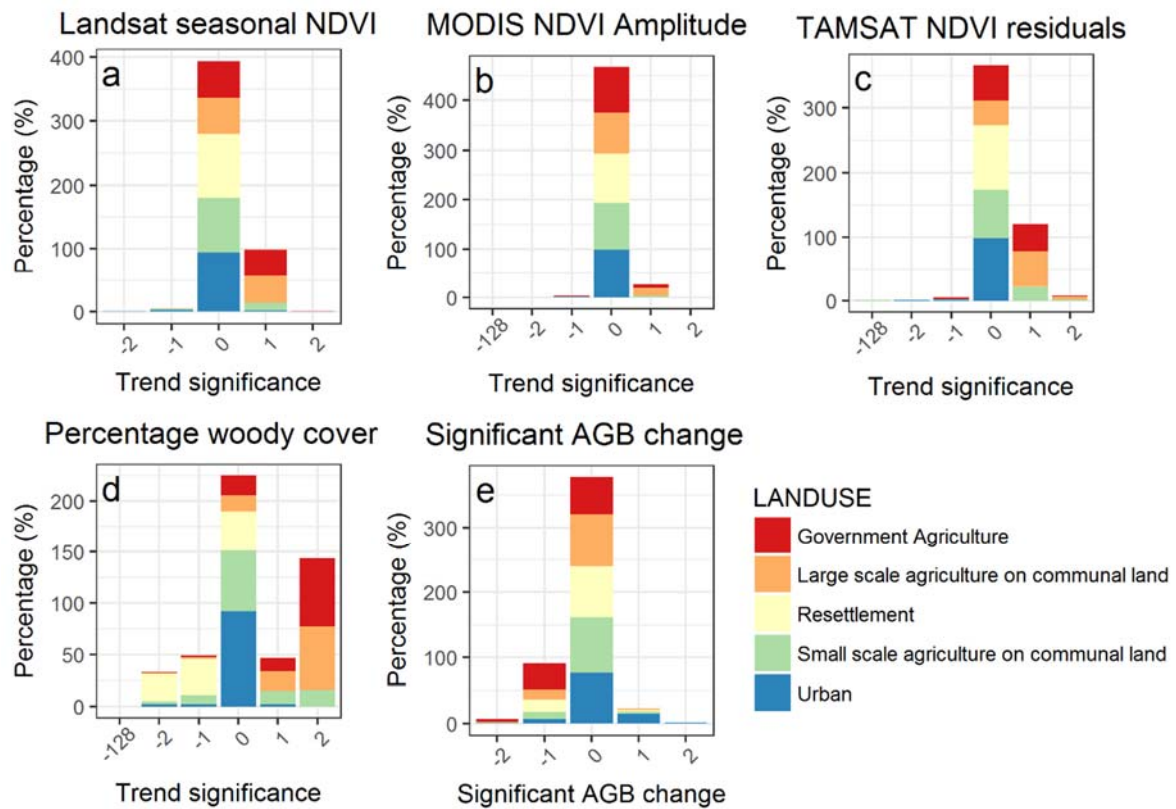 Landsat seasonal NDVI
a
Percentage (%)
400
300
200
100
0
-2
-1
0
1
2
Trend significance
MODIS NDVI Amplitude
b
Percentage (%)
400
300
200
100
0
-128
-2
-1
0
1
2
Trend significance
TAMSAT NDVI residuals
c
Percentage (%)
300
200
100
0
-128
-2
-1
0
1
2
Trend significance
Percentage woody cover
d
Percentage (%)
200
150
100
50
0
-128
-2
-1
0
1
2
Trend significance
Significant AGB change
e
Percentage (%)
300
200
100
0
-2
-1
0
1
2
Significant AGB change
LANDUSE
Government Agriculture
Large scale agriculture on communal land
Resettlement
Small scale agriculture on communal land
Urban